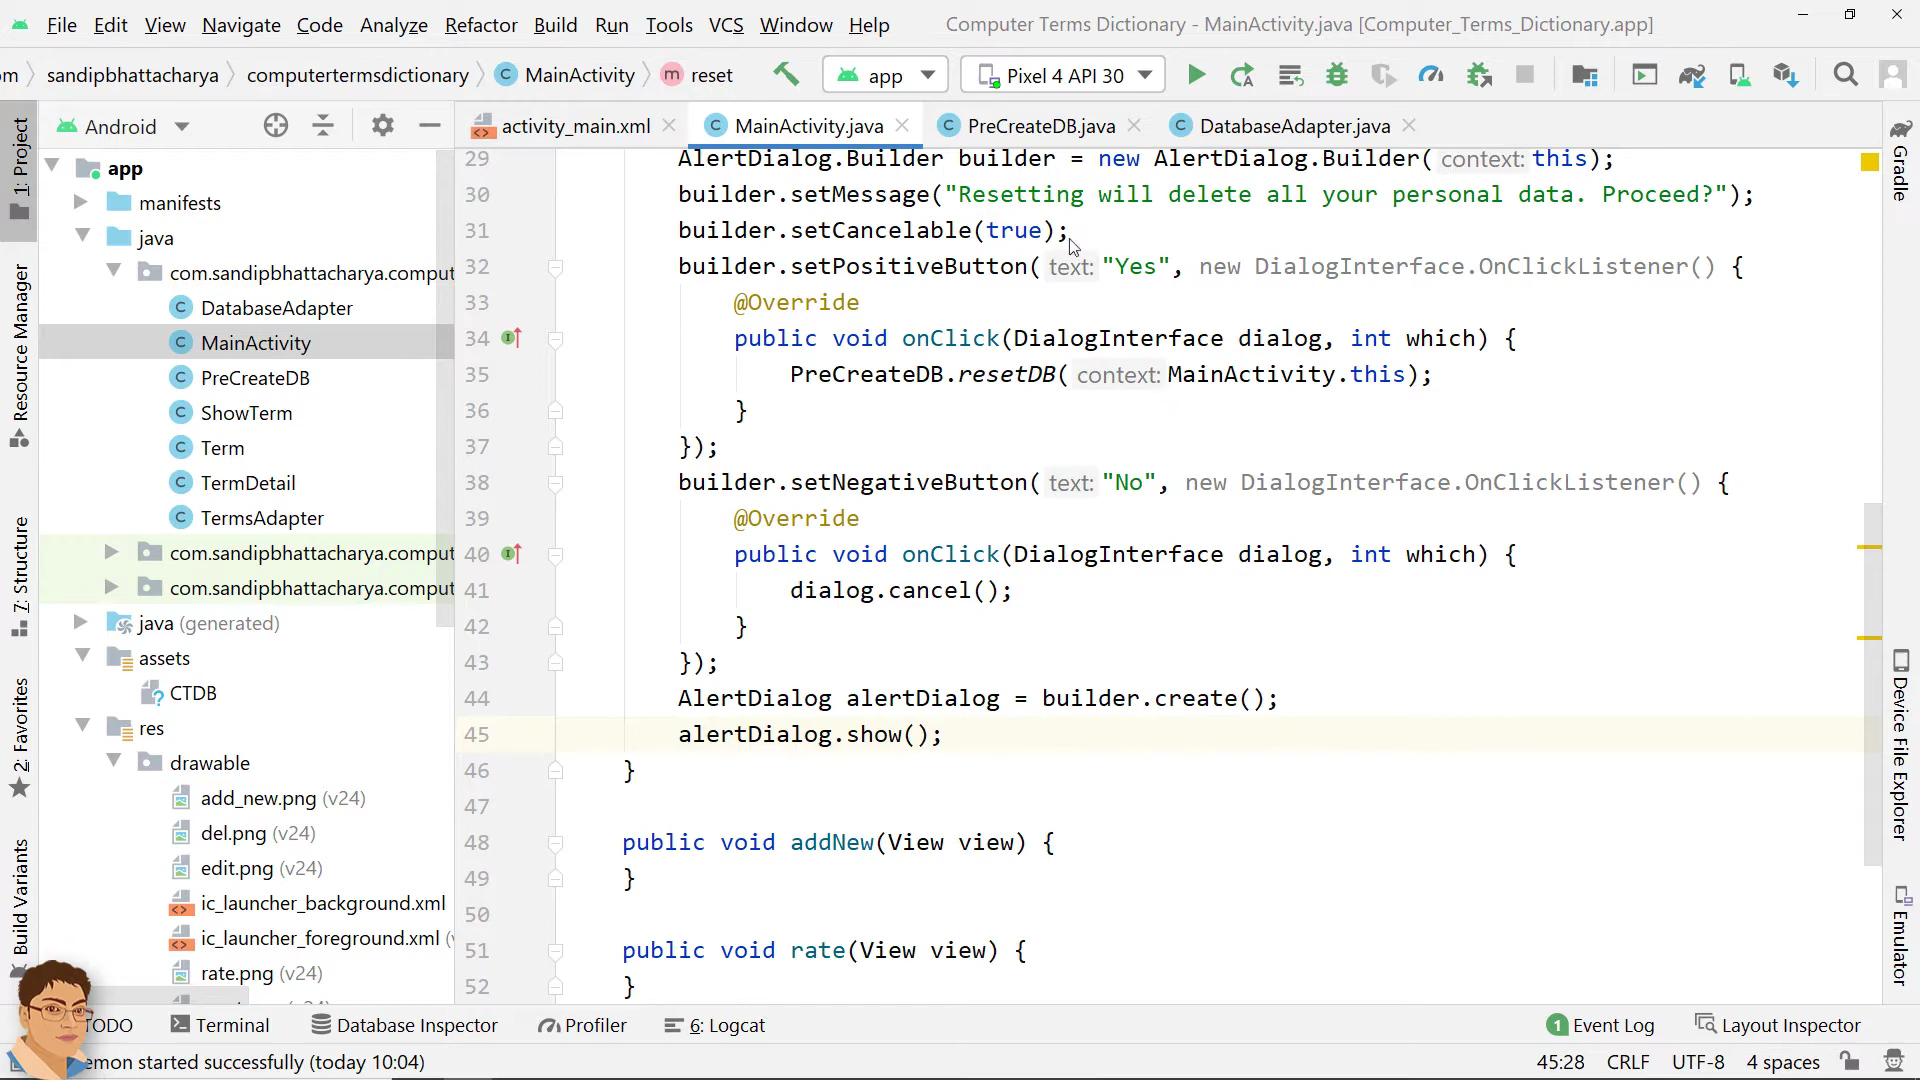 File Edit View Navigate Code Analyze Refactor Build Run Tools VCS Window Help Computer Terms Dictionary - MainActivity.java [Computer_Terms_Dictionary.app]
sandipbhattacharya computertermsdictionary MainActivity reset app Pixel 4 API 30
Android activity_main.xml MainActivity.java PreCreateDB.java DatabaseAdapter.java
1: Project
Resource Manager
7: Structure
2: Favorites
Build Variants
app
manifests
java
com.sandipbhattacharya.comput
DatabaseAdapter
MainActivity
PreCreateDB
ShowTerm
Term
TermDetail
TermsAdapter
com.sandipbhattacharya.comput
com.sandipbhattacharya.comput
java (generated)
assets
CTDB
res
drawable
add_new.png (v24)
del.png (v24)
edit.png (v24)
ic_launcher_background.xml
ic_launcher_foreground.xml
rate.png (v24)
29 AlertDialog.Builder builder = new AlertDialog.Builder( context: this);
30 builder.setMessage("Resetting will delete all your personal data. Proceed?");
31 builder.setCancelable(true);
32 builder.setPositiveButton( text: "Yes", new DialogInterface.OnClickListener() {
33 @Override
34 public void onClick(DialogInterface dialog, int which) {
35 PreCreateDB.resetDB( context: MainActivity.this);
36 }
37 });
38 builder.setNegativeButton( text: "No", new DialogInterface.OnClickListener() {
39 @Override
40 public void onClick(DialogInterface dialog, int which) {
41 dialog.cancel();
42 }
43 });
44 AlertDialog alertDialog = builder.create();
45 alertDialog.show();
46 }
47
48 public void addNew(View view) {
49 }
50
51 public void rate(View view) {
52 }
Gradle
Device File Explorer
Emulator
TODO Terminal Database Inspector Profiler 6: Logcat 1 Event Log Layout Inspector
emon started successfully (today 10:04) 45:28 CRLF UTF-8 4 spaces